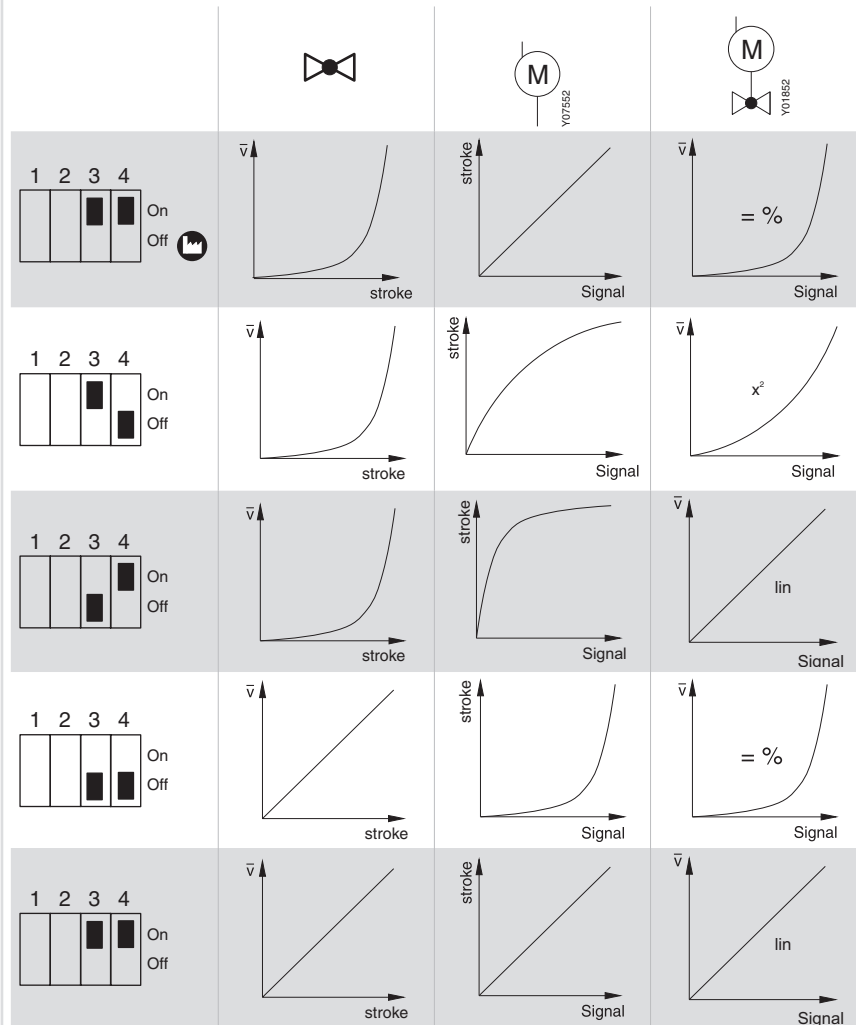 M
Y07552
M
Y01852
1 2 3 4
On
Off
v̄
stroke
stroke
Signal
v̄
= %
Signal
1 2 3 4
On
Off
v̄
stroke
stroke
Signal
v̄
x²
Signal
1 2 3 4
On
Off
v̄
stroke
stroke
Signal
v̄
lin
Signal
1 2 3 4
On
Off
v̄
stroke
stroke
Signal
v̄
= %
Signal
1 2 3 4
On
Off
v̄
stroke
stroke
Signal
v̄
lin
Signal